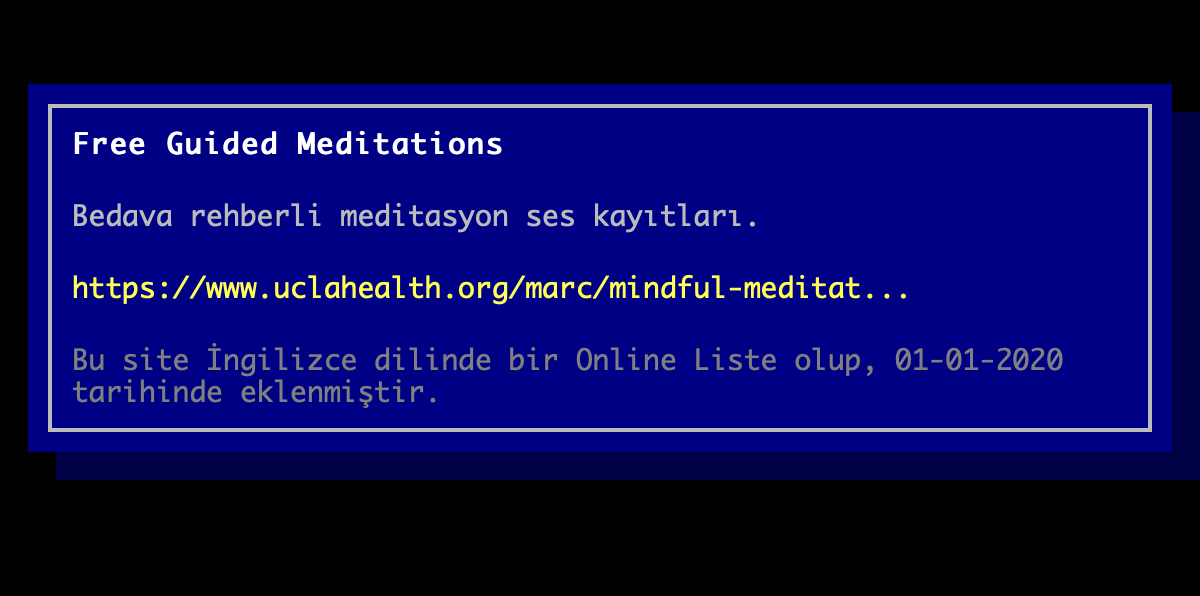 Free Guided Meditations
Bedava rehberli meditasyon ses kayıtları.
https://www.uclahealth.org/marc/mindful-meditat...
Bu site İngilizce dilinde bir Online Liste olup, 01-01-2020
tarihinde eklenmiştir.